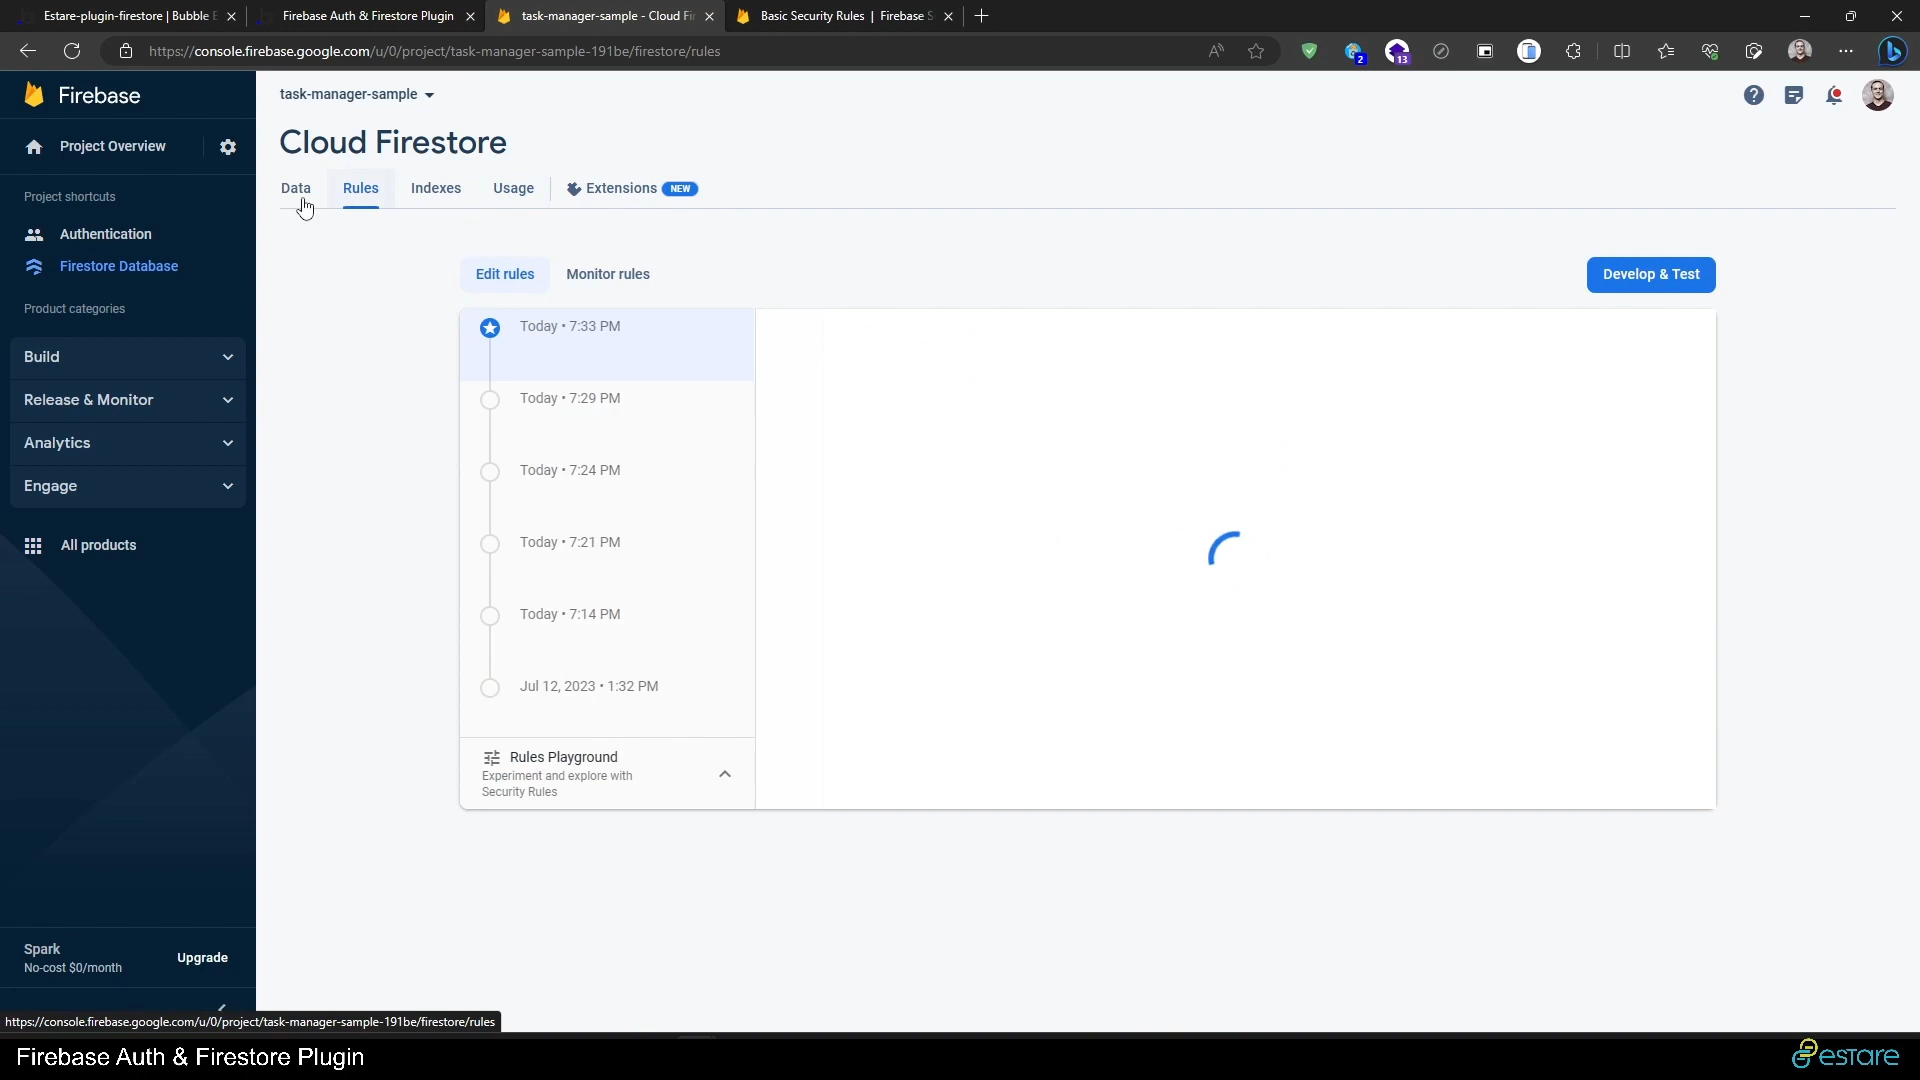 Estare-plugin-firestore | Bubble E
Firebase Auth & Firestore Plugin
task-manager-sample - Cloud Fir
Basic Security Rules | Firebase S
https://console.firebase.google.com/u/0/project/task-manager-sample-191be/firestore/rules
2
13
Firebase
task-manager-sample
Project Overview
Cloud Firestore
Data
Rules
Indexes
Usage
Extensions NEW
Project shortcuts
Authentication
Firestore Database
Product categories
Build
Release & Monitor
Analytics
Engage
All products
Edit rules
Monitor rules
Develop & Test
Today • 7:33 PM
Today • 7:29 PM
Today • 7:24 PM
Today • 7:21 PM
Today • 7:14 PM
Jul 12, 2023 • 1:32 PM
Rules Playground
Experiment and explore with
Security Rules
Spark
No-cost $0/month
Upgrade
https://console.firebase.google.com/u/0/project/task-manager-sample-191be/firestore/rules
Firebase Auth & Firestore Plugin
estare